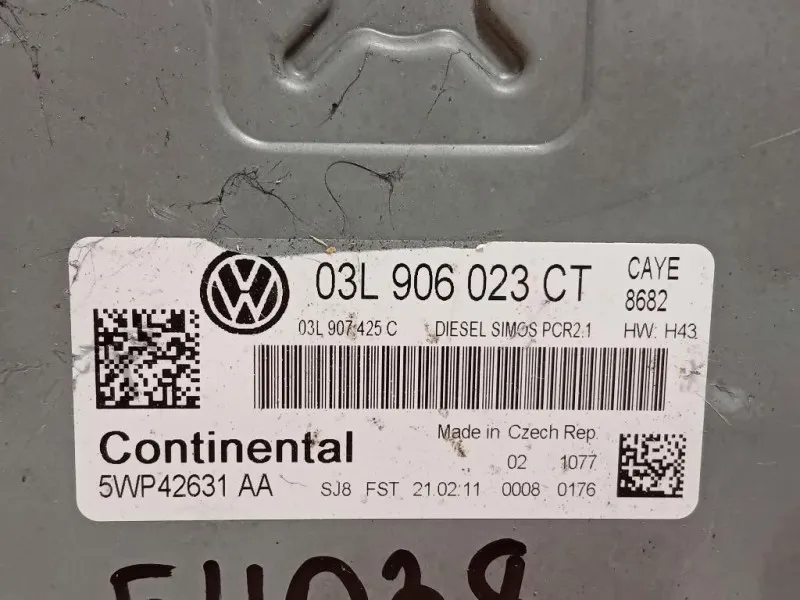 VW 03L 906 023 CT CAYE
8682
03L 907 425 C DIESEL SIMOS PCR2.1 HW: H43
Continental Made in Czech Rep.
02 1077
5WP42631 AA SJ8 FST 21.02.11 0008 0176